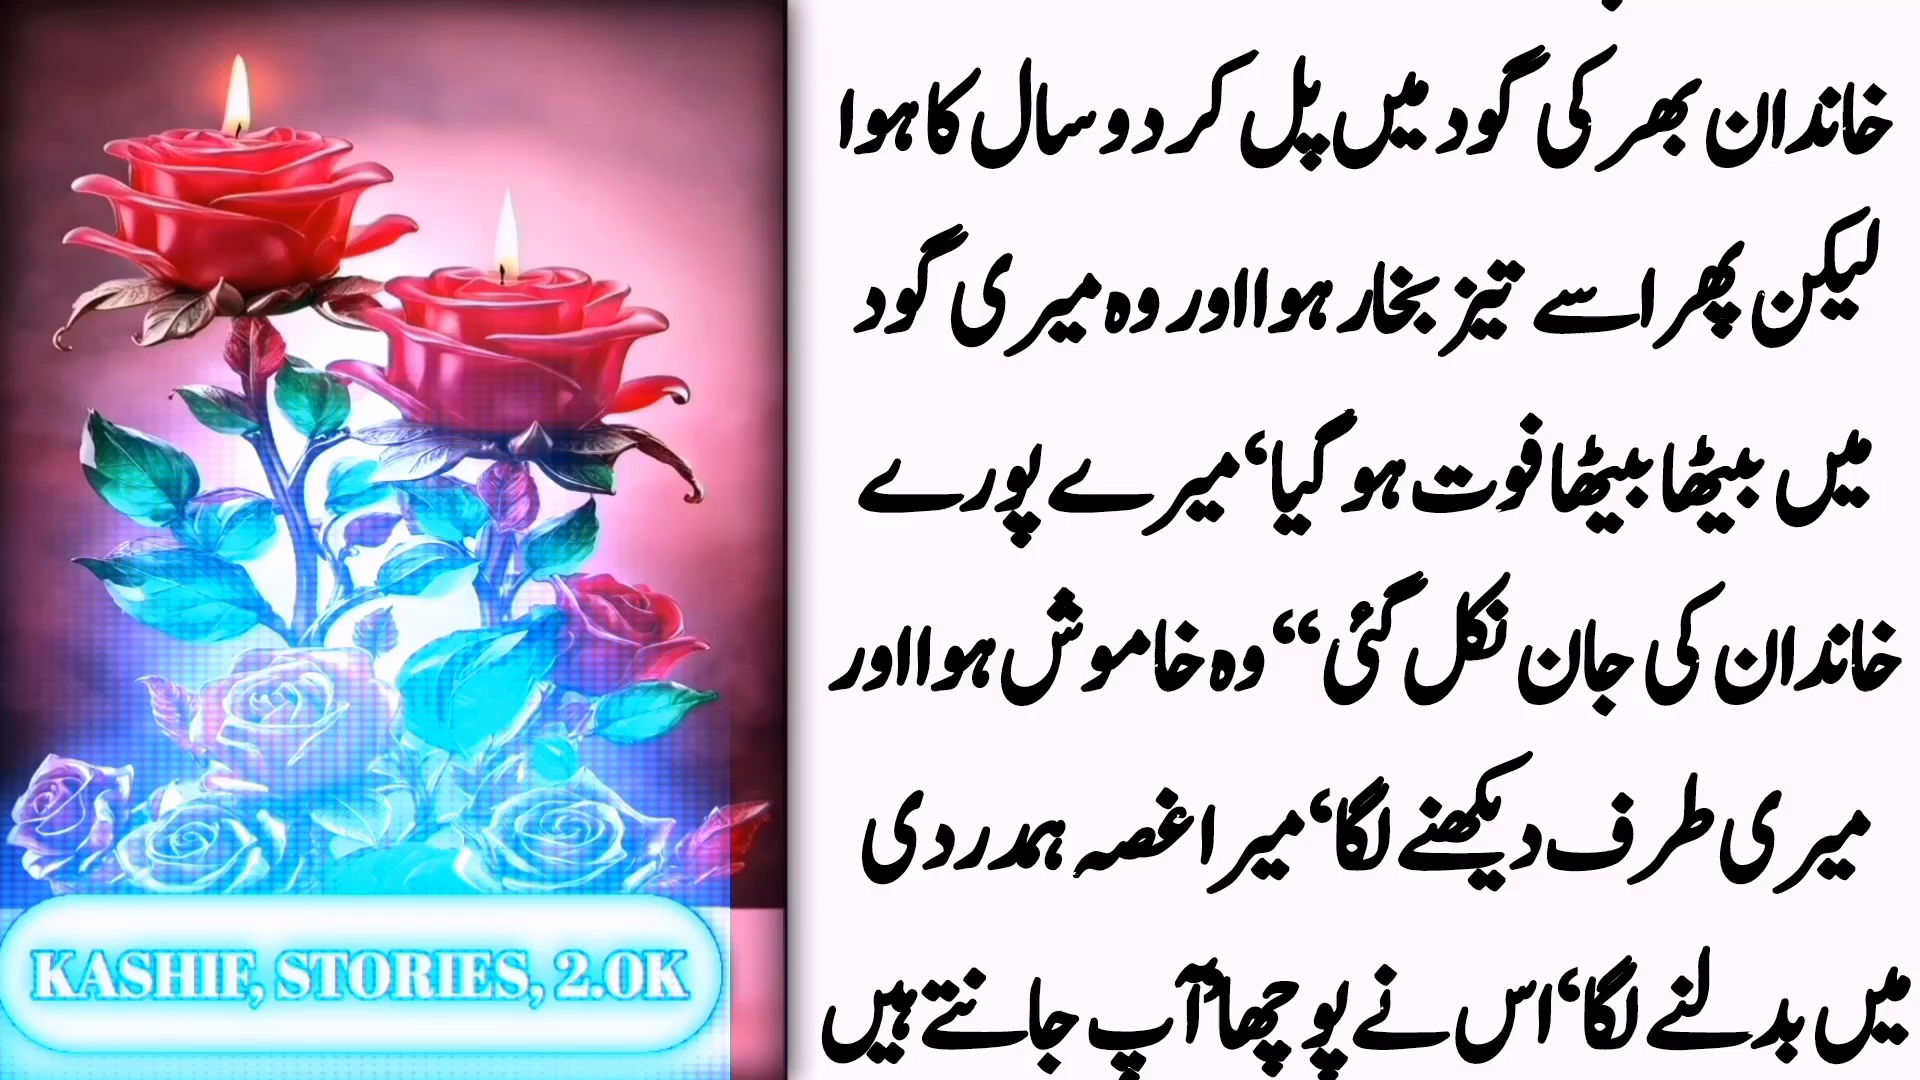 خاندان بھر کی گود میں پل کر دو سال کا ہوا
لیکن پھر اسے تیز بخار ہوا اور وہ میری گود
میں بیٹھا بیٹھا فوت ہو گیا‘ میرے پورے
خاندان کی جان نکل گئی‘‘ وہ خاموش ہوا اور
میری طرف دیکھنے لگا‘ میرا غصہ ہمدردی
میں بدلنے لگا‘ اس نے پوچھا’’ آپ جانتے ہیں
KASHIF, STORIES, 2.0K